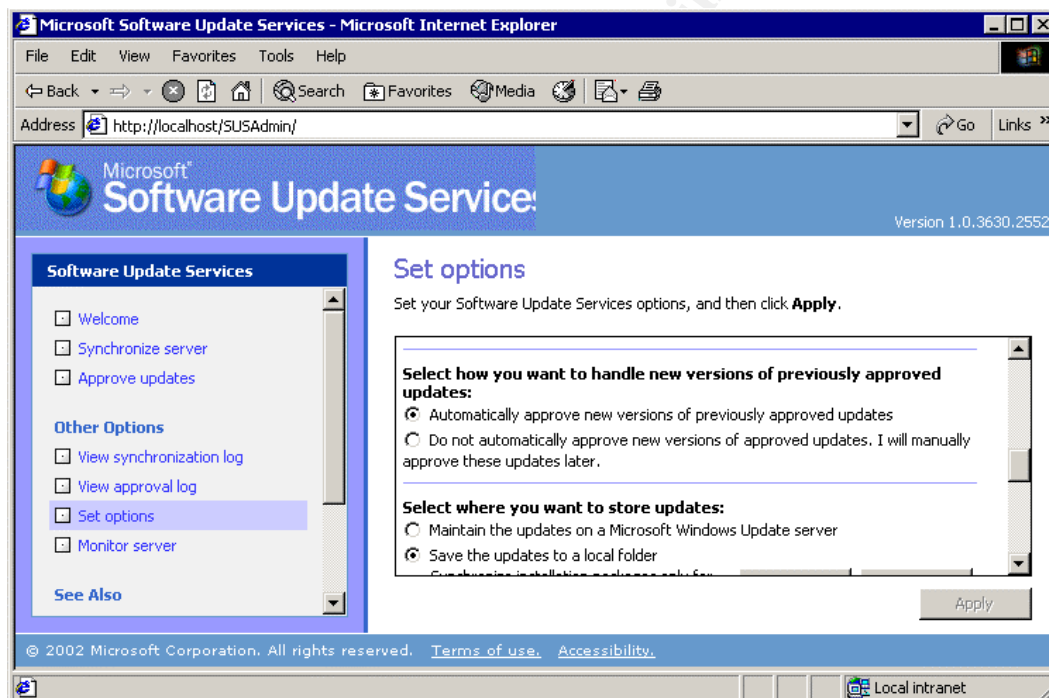 Microsoft Software Update Services - Microsoft Internet Explorer
File Edit View Favorites Tools Help
Back Search Favorites Media
Address http://localhost/SUSAdmin/ Go Links »
Microsoft
Software Update Service
Version 1.0.3630.2552
Software Update Services
Welcome
Synchronize server
Approve updates
Other Options
View synchronization log
View approval log
Set options
Monitor server
See Also
Set options
Set your Software Update Services options, and then click Apply.
Select how you want to handle new versions of previously approved
updates:
Automatically approve new versions of previously approved updates
Do not automatically approve new versions of approved updates. I will manually
approve these updates later.
Select where you want to store updates:
Maintain the updates on a Microsoft Windows Update server
Save the updates to a local folder
Synchronize installation packages only for
Apply
© 2002 Microsoft Corporation. All rights reserved. Terms of use. Accessibility.
Local intranet